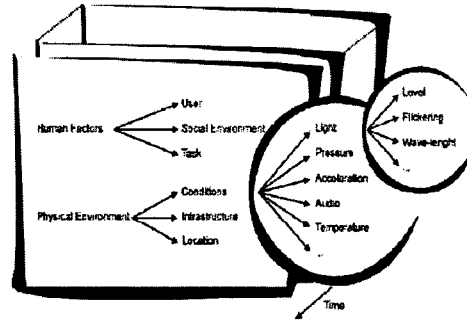 Human Factors
User
Social Environment
Task
Physical Environment
Conditions
Infrastructure
Location
Light
Pressure
Acceleration
Audio
Temperature
...
Level
Flickering
Wave-lenght
...
Time